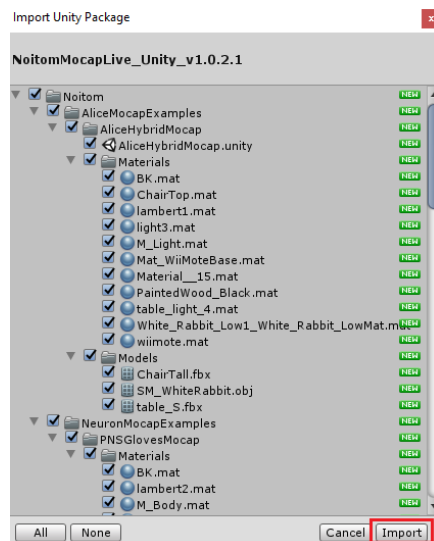 Import Unity Package
x
NoitomMocapLive_Unity_v1.0.2.1
Noitom NEW
AliceMocapExamples NEW
AliceHybridMocap NEW
AliceHybridMocap.unity NEW
Materials NEW
BK.mat NEW
ChairTop.mat NEW
lambert1.mat NEW
light3.mat NEW
M_Light.mat NEW
Mat_WiiMoteBase.mat NEW
Material__15.mat NEW
PaintedWood_Black.mat NEW
table_light_4.mat NEW
White_Rabbit_Low1_White_Rabbit_LowMat.mat NEW
wiimote.mat NEW
Models NEW
ChairTall.fbx NEW
SM_WhiteRabbit.obj NEW
table_S.fbx NEW
NeuronMocapExamples NEW
PNSGlovesMocap NEW
Materials NEW
BK.mat NEW
lambert2.mat NEW
M_Body.mat NEW
All None Cancel Import